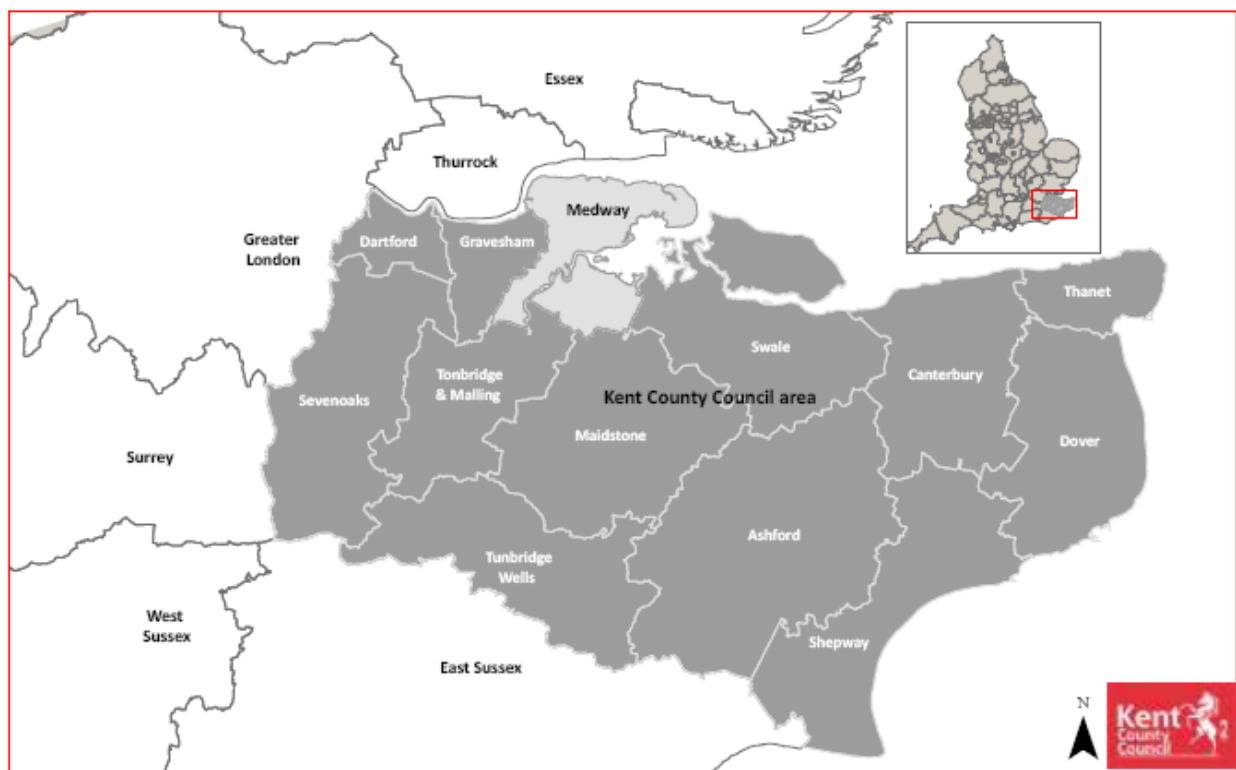 Essex
Thurrock
Medway
Greater
London
Dartford
Gravesham
Thanet
Swale
Canterbury
Tonbridge
& Malling
Sevenoaks
Kent County Council area
Maidstone
Dover
Surrey
Ashford
Tunbridge
Wells
West
Sussex
Shepway
East Sussex
N
Kent
County
Council
2